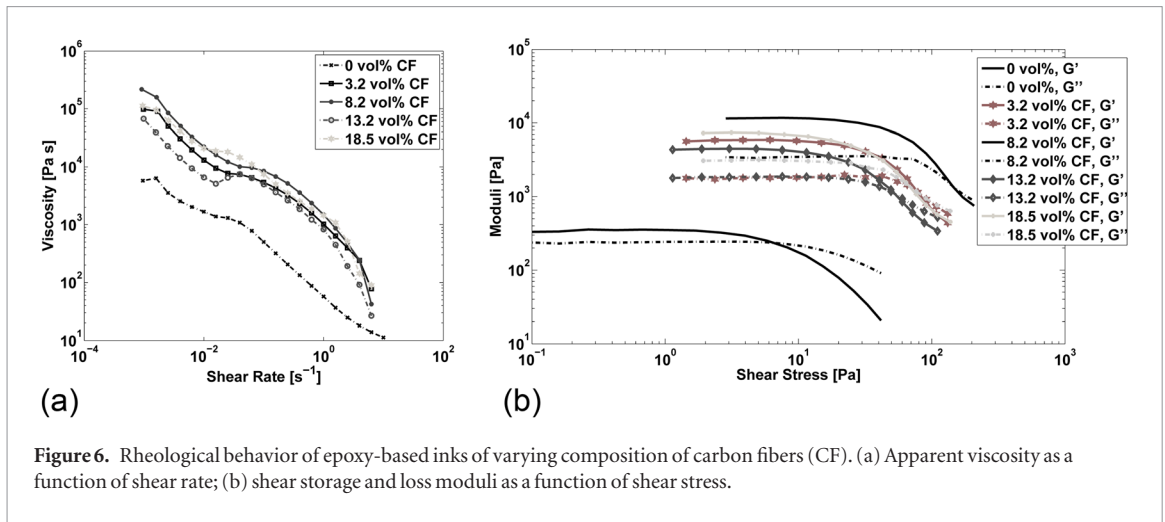 10^6
10^5
10^4
10^3
10^2
10^1
Viscosity [Pa s]
0 vol% CF
3.2 vol% CF
8.2 vol% CF
13.2 vol% CF
18.5 vol% CF
10^-4
10^-2
10^0
10^2
Shear Rate [s^-1]
(a)
10^5
10^4
10^3
10^2
10^1
Moduli [Pa]
0 vol%, G'
0 vol%, G''
3.2 vol% CF, G'
3.2 vol% CF, G''
8.2 vol% CF, G'
8.2 vol% CF, G''
13.2 vol% CF, G'
13.2 vol% CF, G''
18.5 vol% CF, G'
18.5 vol% CF, G''
10^-1
10^0
10^1
10^2
10^3
Shear Stress [Pa]
(b)
Figure 6. Rheological behavior of epoxy-based inks of varying composition of carbon fibers (CF). (a) Apparent viscosity as a
function of shear rate; (b) shear storage and loss moduli as a function of shear stress.